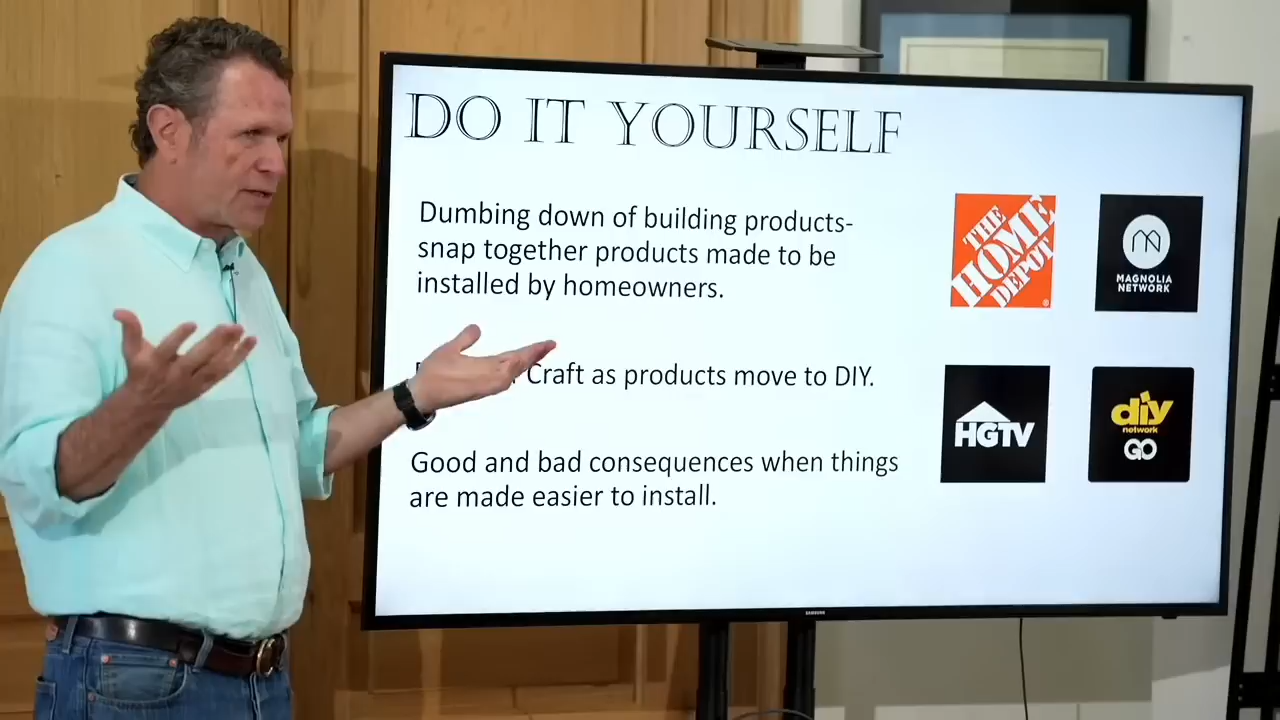 DO IT YOURSELF
Dumbing down of building products-
snap together products made to be
installed by homeowners.
Craft as products move to DIY.
Good and bad consequences when things
are made easier to install.
THE
HOME
DEPOT
MAGNOLIA
NETWORK
HGTV
diy
network
GO
SAMSUNG